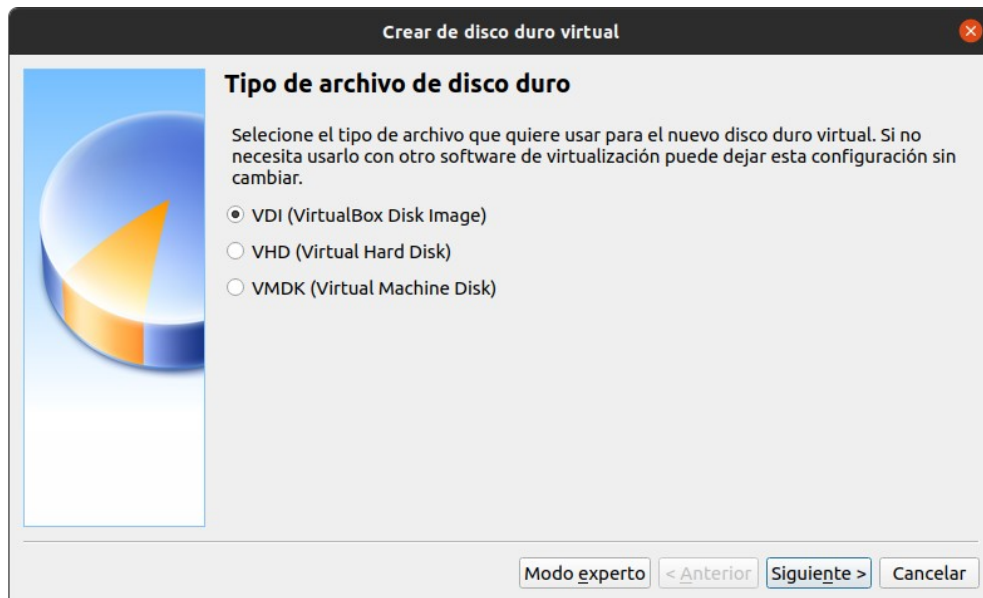 Crear de disco duro virtual
Tipo de archivo de disco duro
Selecione el tipo de archivo que quiere usar para el nuevo disco duro virtual. Si no
necesita usarlo con otro software de virtualización puede dejar esta configuración sin
cambiar.
VDI (VirtualBox Disk Image)
VHD (Virtual Hard Disk)
VMDK (Virtual Machine Disk)
Modo experto < Anterior Siguiente > Cancelar